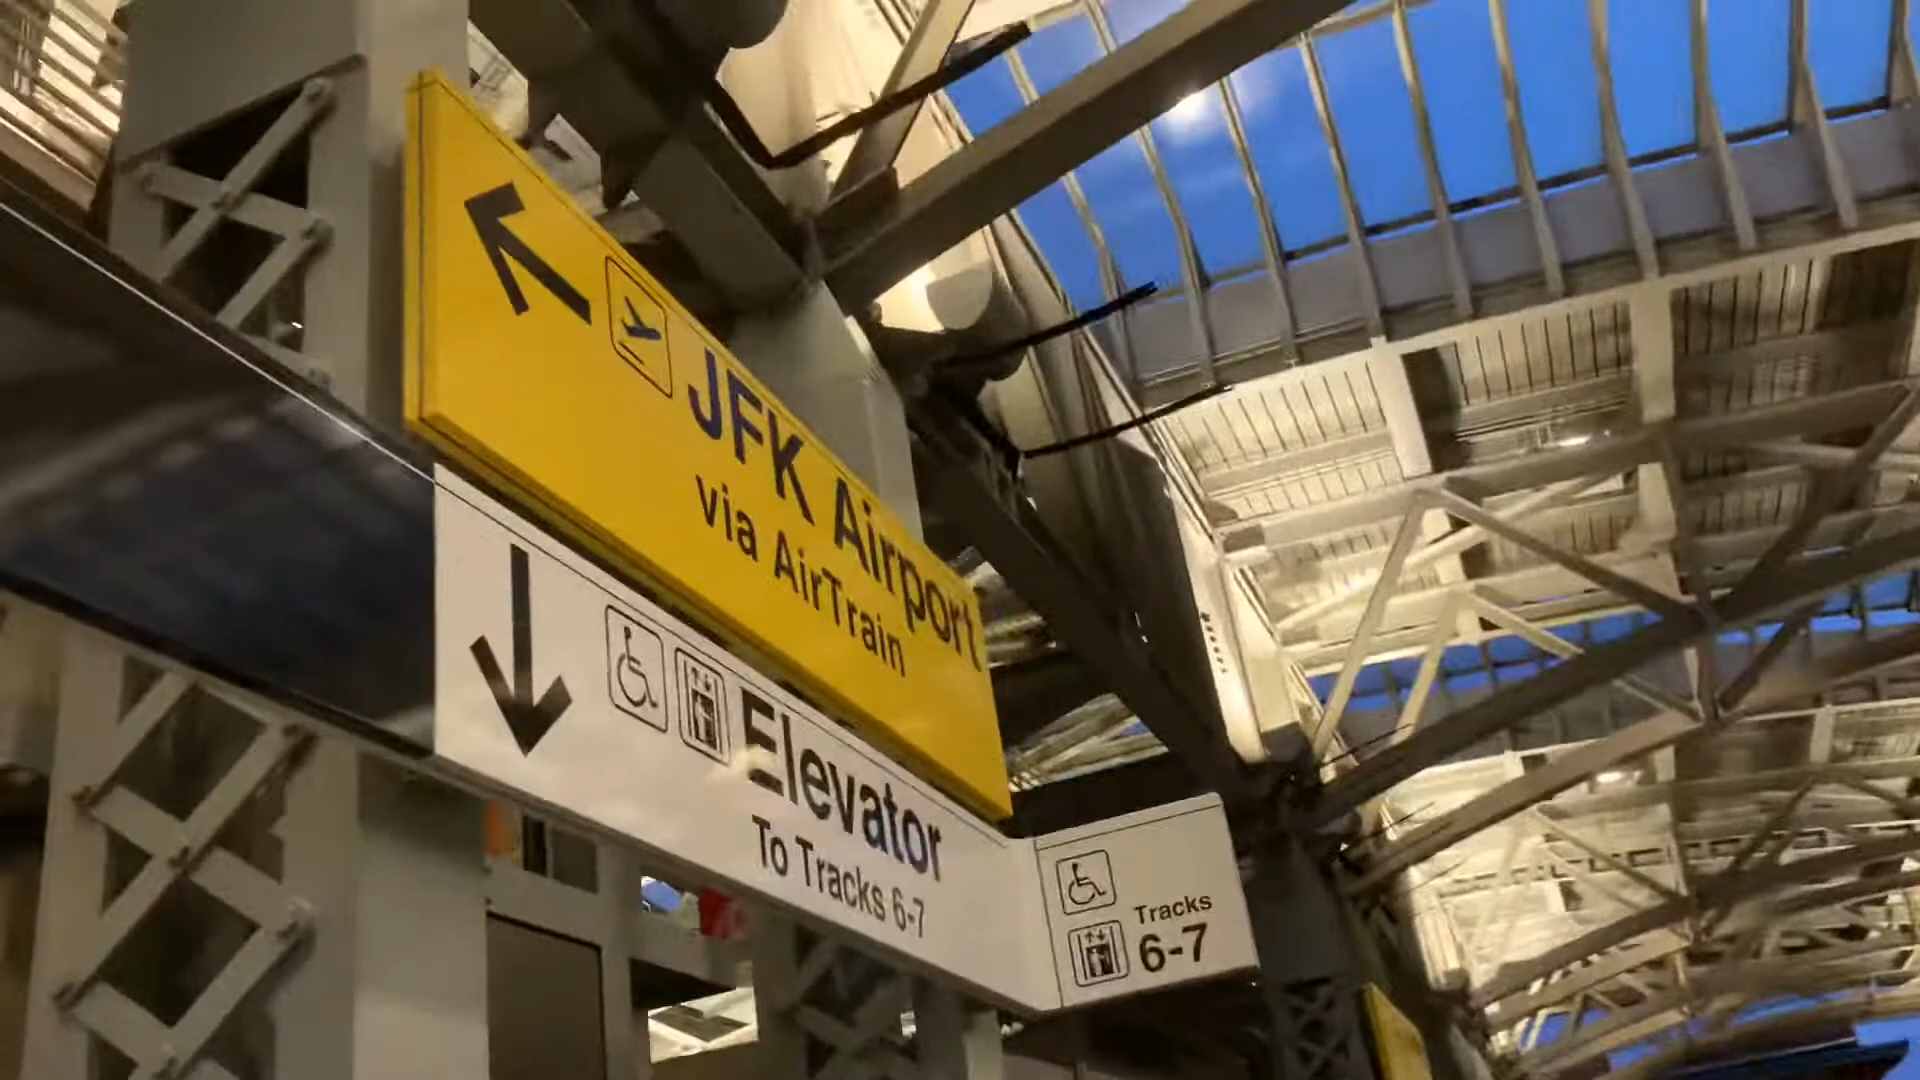 JFK Airport
via AirTrain
Elevator
To Tracks 6-7
Tracks
6-7